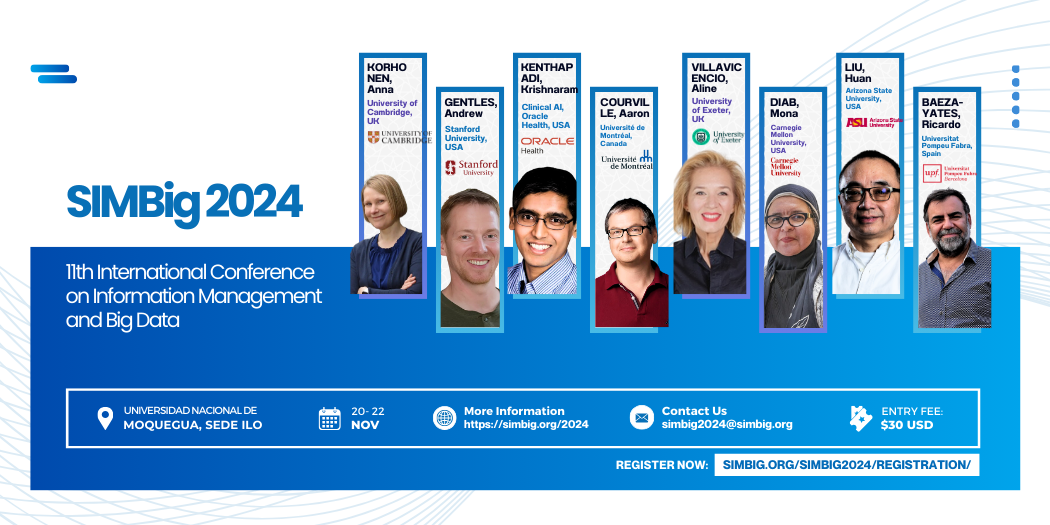 KORHO
NEN,
Anna
University of
Cambridge,
UK
UNIVERSITY OF
CAMBRIDGE
GENTLES,
Andrew
Stanford
University,
USA
Stanford
University
KENTHAP
ADI,
Krishnaram
Clinical AI,
Oracle
Health, USA
ORACLE
Health
COURVIL
LE, Aaron
Université de
Montréal,
Canada
Université
de Montréal
VILLAVIC
ENCIO,
Aline
University
of Exeter,
UK
University
of Exeter
DIAB,
Mona
Carnegie
Mellon
University,
USA
Carnegie
Mellon
University
LIU,
Huan
Arizona State
University,
USA
ASU Arizona State
University
BAEZA-
YATES,
Ricardo
Universitat
Pompeu Fabra,
Spain
upf. Universitat
Pompeu Fabra
Barcelona
SIMBig 2024
11th International Conference
on Information Management
and Big Data
UNIVERSIDAD NACIONAL DE
MOQUEGUA, SEDE ILO
20- 22
NOV
More Information
https://simbig.org/2024
Contact Us
simbig2024@simbig.org
ENTRY FEE:
$30 USD
REGISTER NOW: SIMBIG.ORG/SIMBIG2024/REGISTRATION/